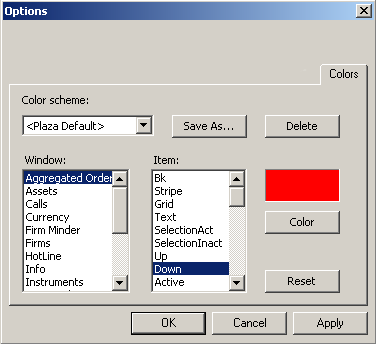 Options
Colors
Color scheme:
<Plaza Default>
Save As...
Delete
Window:
Aggregated Order
Assets
Calls
Currency
Firm Minder
Firms
HotLine
Info
Instruments
Item:
Bk
Stripe
Grid
Text
SelectionAct
SelectionInact
Up
Down
Active
Color
Reset
OK
Cancel
Apply